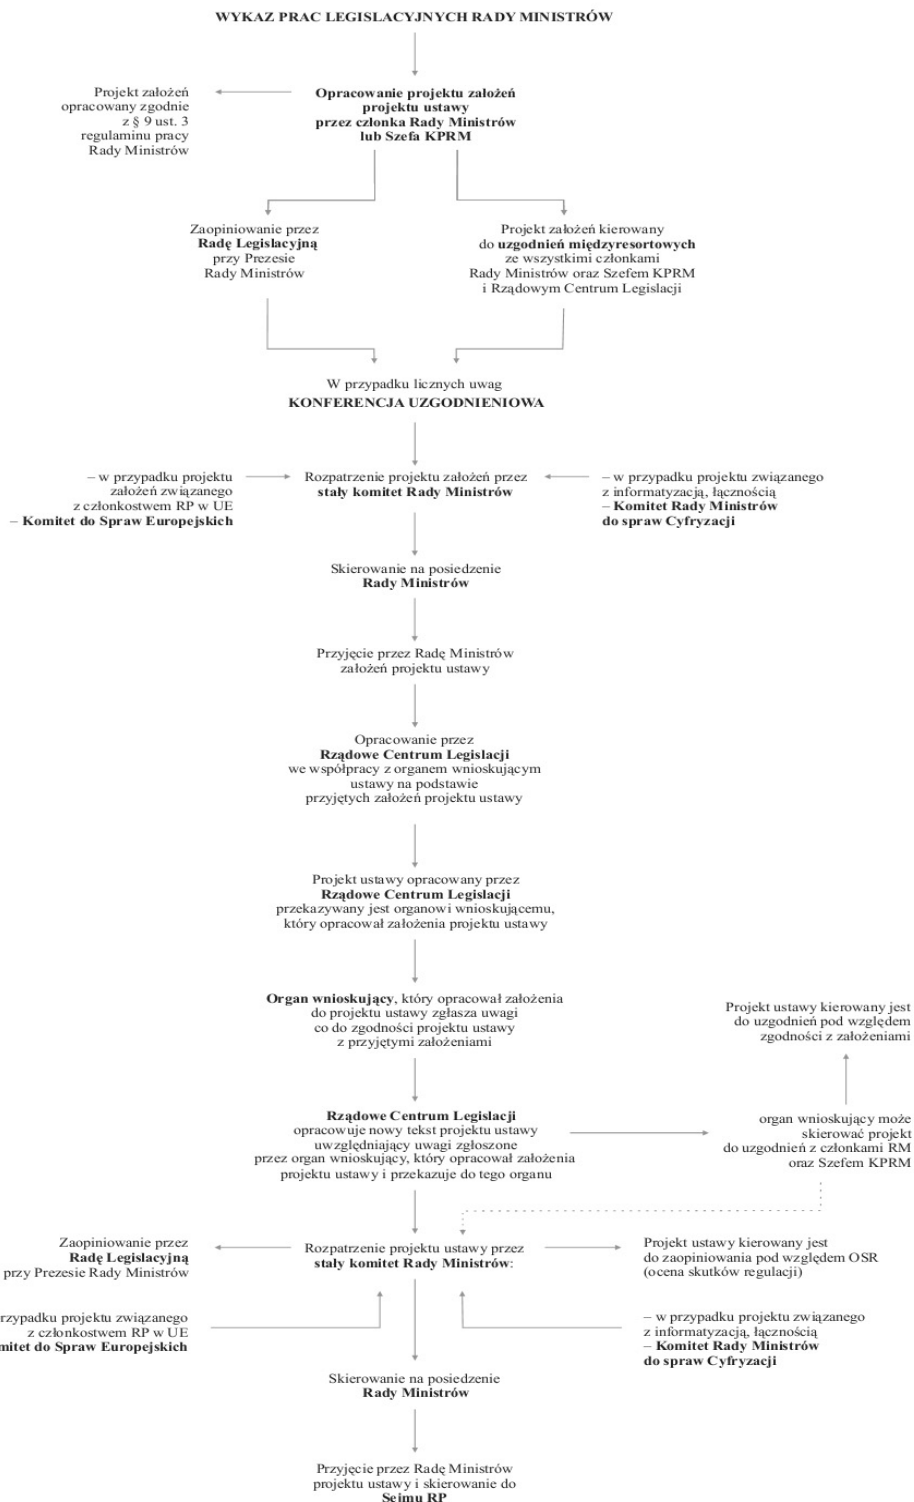 WYKAZ PRAC LEGISLACYJNYCH RADY MINISTRÓW
Projekt założeń
opracowany zgodnie
z § 9 ust. 3
regulaminu pracy
Rady Ministrów
Opracowanie projektu założeń
projektu ustawy
przez członka Rady Ministrów
lub Szefa KPRM
Zaopiniowanie przez
Radę Legislacyjną
przy Prezesie
Rady Ministrów
Projekt założeń kierowany
do uzgodnień międzyresortowych
ze wszystkimi członkami
Rady Ministrów oraz Szefem KPRM
i Rządowym Centrum Legislacji
W przypadku licznych uwag
KONFERENCJA UZGODNIENIOWA
– w przypadku projektu
założeń związanego
z członkostwem RP w UE
– Komitet do Spraw Europejskich
Rozpatrzenie projektu założeń przez
stały komitet Rady Ministrów
– w przypadku projektu związanego
z informatyzacją, łącznością
– Komitet Rady Ministrów
do spraw Cyfryzacji
Skierowanie na posiedzenie
Rady Ministrów
Przyjęcie przez Radę Ministrów
założeń projektu ustawy
Opracowanie przez
Rządowe Centrum Legislacji
we współpracy z organem wnioskującym
ustawy na podstawie
przyjętych założeń projektu ustawy
Projekt ustawy opracowany przez
Rządowe Centrum Legislacji
przekazywany jest organowi wnioskującemu,
który opracował założenia projektu ustawy
Organ wnioskujący, który opracował założenia
do projektu ustawy zgłasza uwagi
co do zgodności projektu ustawy
z przyjętymi założeniami
Projekt ustawy kierowany jest
do uzgodnień pod względem
zgodności z założeniami
Rządowe Centrum Legislacji
opracowuje nowy tekst projektu ustawy
uwzględniający uwagi zgłoszone
przez organ wnioskujący, który opracował założenia
projektu ustawy i przekazuje do tego organu
organ wnioskujący może
skierować projekt
do uzgodnień z członkami RM
oraz Szefem KPRM
Zaopiniowanie przez
Radę Legislacyjną
przy Prezesie Rady Ministrów
Rozpatrzenie projektu ustawy przez
stały komitet Rady Ministrów:
Projekt ustawy kierowany jest
do zaopiniowania pod względem OSR
(ocena skutków regulacji)
rzypadku projektu związanego
z członkostwem RP w UE
mitet do Spraw Europejskich
– w przypadku projektu związanego
z informatyzacją, łącznością
– Komitet Rady Ministrów
do spraw Cyfryzacji
Skierowanie na posiedzenie
Rady Ministrów
Przyjęcie przez Radę Ministrów
projektu ustawy i skierowanie do
Sejmu RP